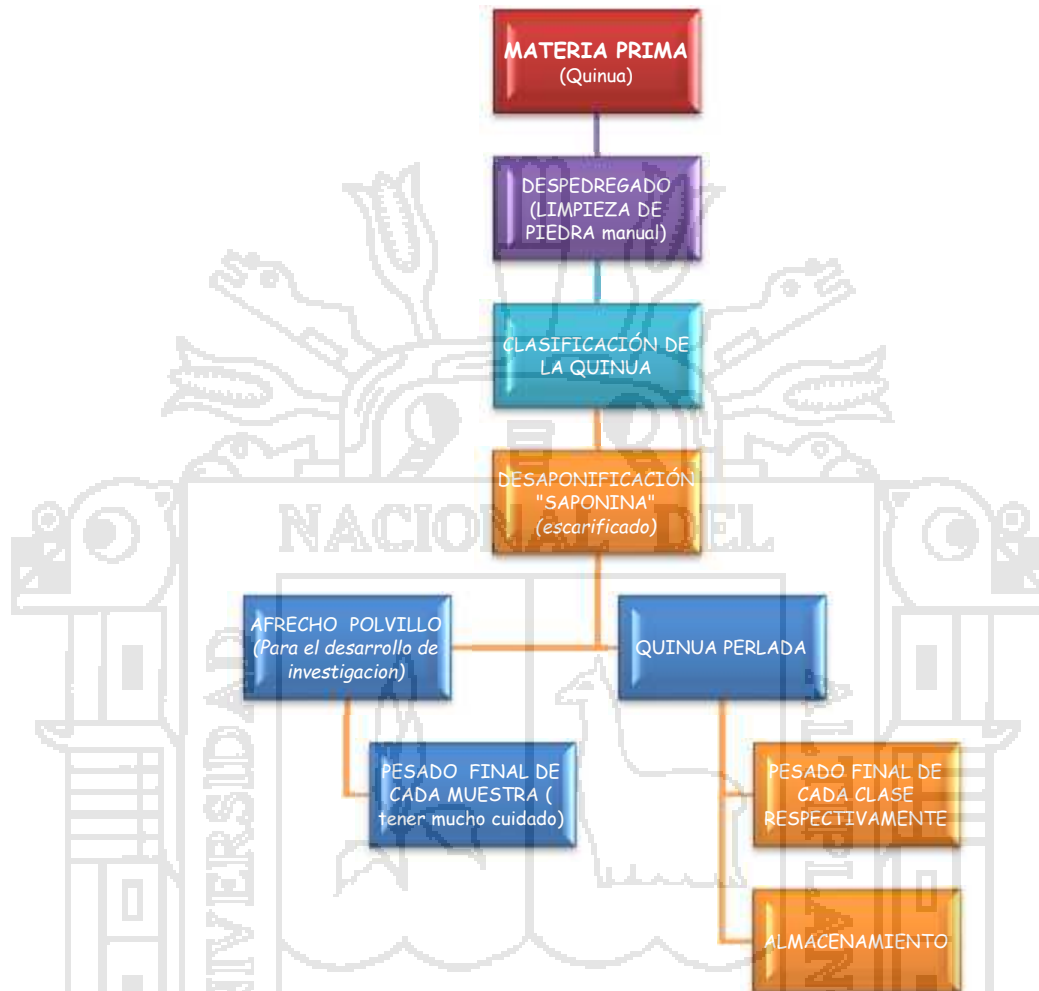 MATERIA PRIMA
(Quinua)
DESPEDREGADO
(LIMPIEZA DE
PIEDRA manual)
CLASIFICACIÓN DE
LA QUINUA
DESAPONIFICACIÓN
"SAPONINA"
(escarificado)
NACIONAL DEL
AFRECHO POLVILLO
(Para el desarrollo de
investigacion)
QUINUA PERLADA
PESADO FINAL DE
CADA MUESTRA (
tener mucho cuidado)
PESADO FINAL DE
CADA CLASE
RESPECTIVAMENTE
ALMACENAMIENTO